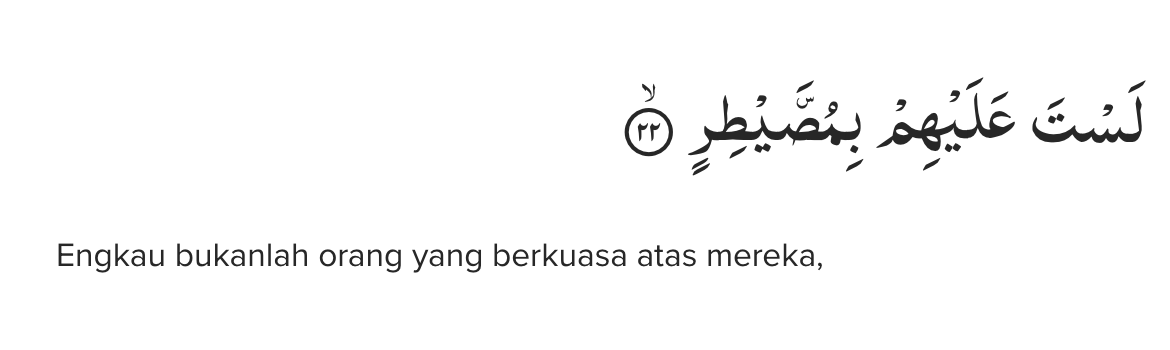 لَسْتَ عَلَيْهِمْ بِمُصَۣيْطِرٍۙ ٢٢
Engkau bukanlah orang yang berkuasa atas mereka,